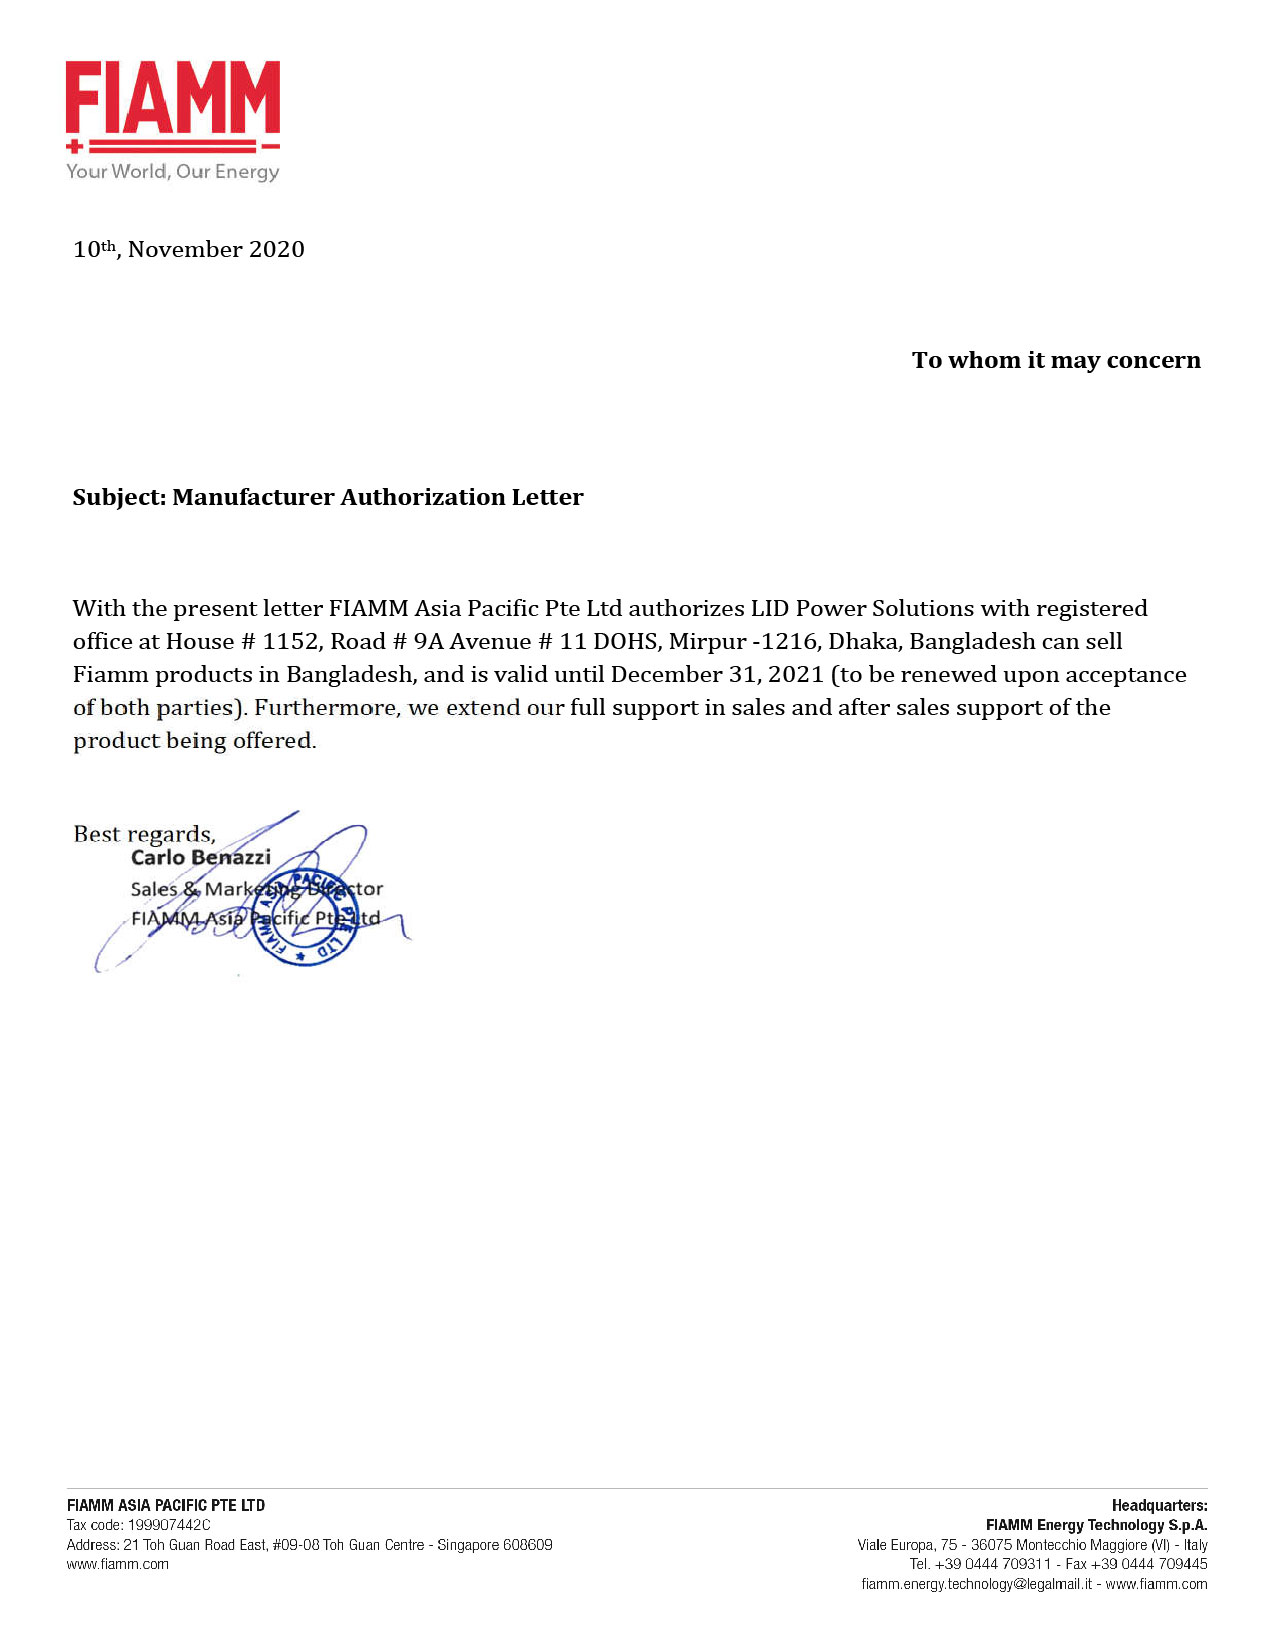 FIAMM
Your World, Our Energy
10th, November 2020
To whom it may concern
Subject: Manufacturer Authorization Letter
With the present letter FIAMM Asia Pacific Pte Ltd authorizes LID Power Solutions with registered
office at House # 1152, Road # 9A Avenue # 11 DOHS, Mirpur -1216, Dhaka, Bangladesh can sell
Fiamm products in Bangladesh, and is valid until December 31, 2021 (to be renewed upon acceptance
of both parties). Furthermore, we extend our full support in sales and after sales support of the
product being offered.
Best regards,
Carlo Benazzi
Sales & Marketing Director
FIAMM Asia Pacific Pte Ltd
FIAMM ASIA PACIFIC PTE LTD
FIAMM ASIA PACIFIC PTE LTD
Tax code: 199907442C
Address: 21 Toh Guan Road East, #09-08 Toh Guan Centre - Singapore 608609
www.fiamm.com
Headquarters:
FIAMM Energy Technology S.p.A.
Viale Europa, 75 - 36075 Montecchio Maggiore (VI) - Italy
Tel. +39 0444 709311 - Fax +39 0444 709445
fiamm.energy.technology@legalmail.it - www.fiamm.com